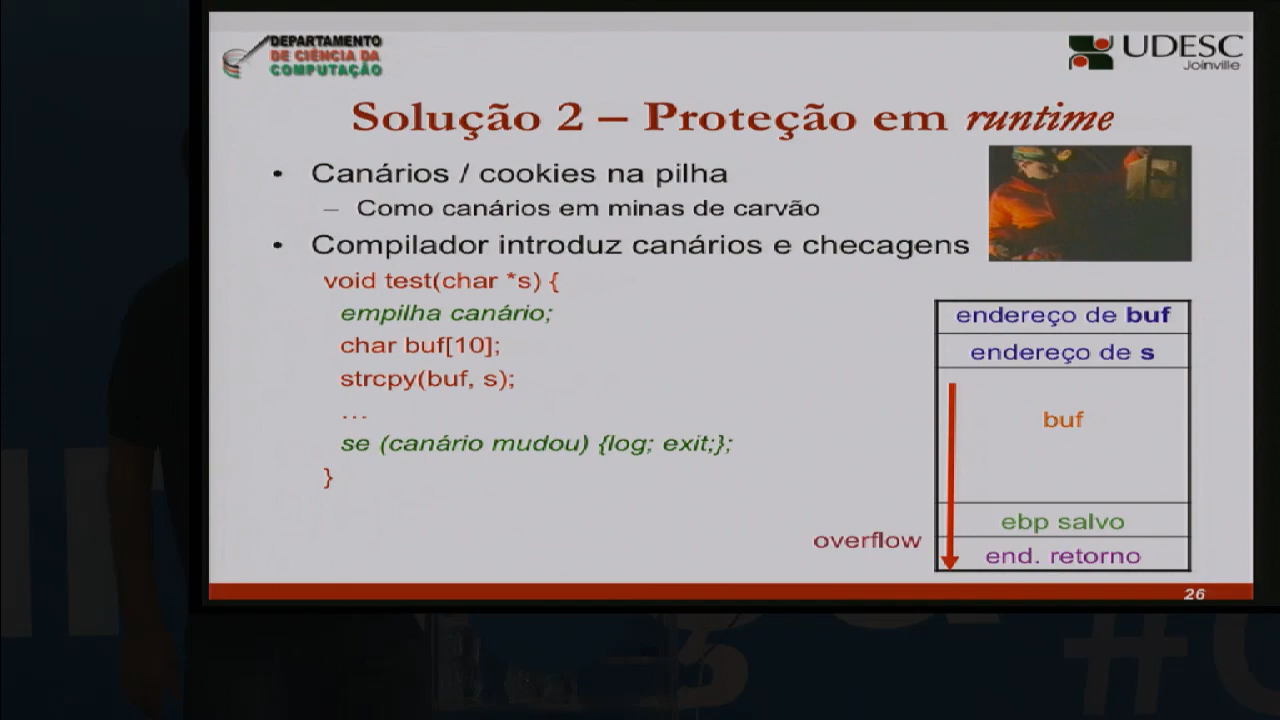 DEPARTAMENTO
DE CIÊNCIA DA
COMPUTAÇÃO
UDESC
Joinville
Solução 2 – Proteção em runtime
• Canários / cookies na pilha
– Como canários em minas de carvão
• Compilador introduz canários e checagens
void test(char *s) {
empilha canário;
char buf[10];
strcpy(buf, s);
...
se (canário mudou) {log; exit;};
}
endereço de buf
endereço de s
buf
ebp salvo
overflow
end. retorno
26